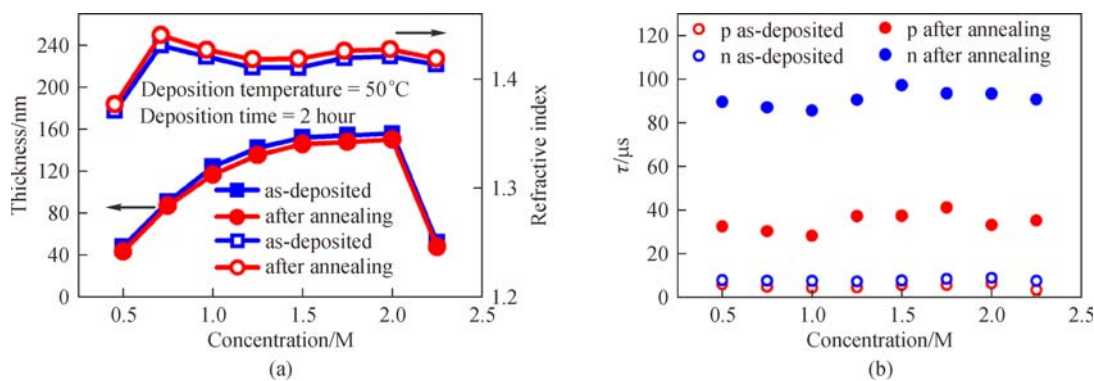 240
200
160
120
80
40
0
Thickness/nm
Deposition temperature = 50°C
Deposition time = 2 hour
as-deposited
after annealing
as-deposited
after annealing
1.4
1.3
1.2
Refractive index
0.5 1.0 1.5 2.0 2.5
Concentration/M
(a)
120
100
80
60
40
20
0
τ/μs
p as-deposited p after annealing
n as-deposited n after annealing
0.5 1.0 1.5 2.0 2.5
Concentration/M
(b)